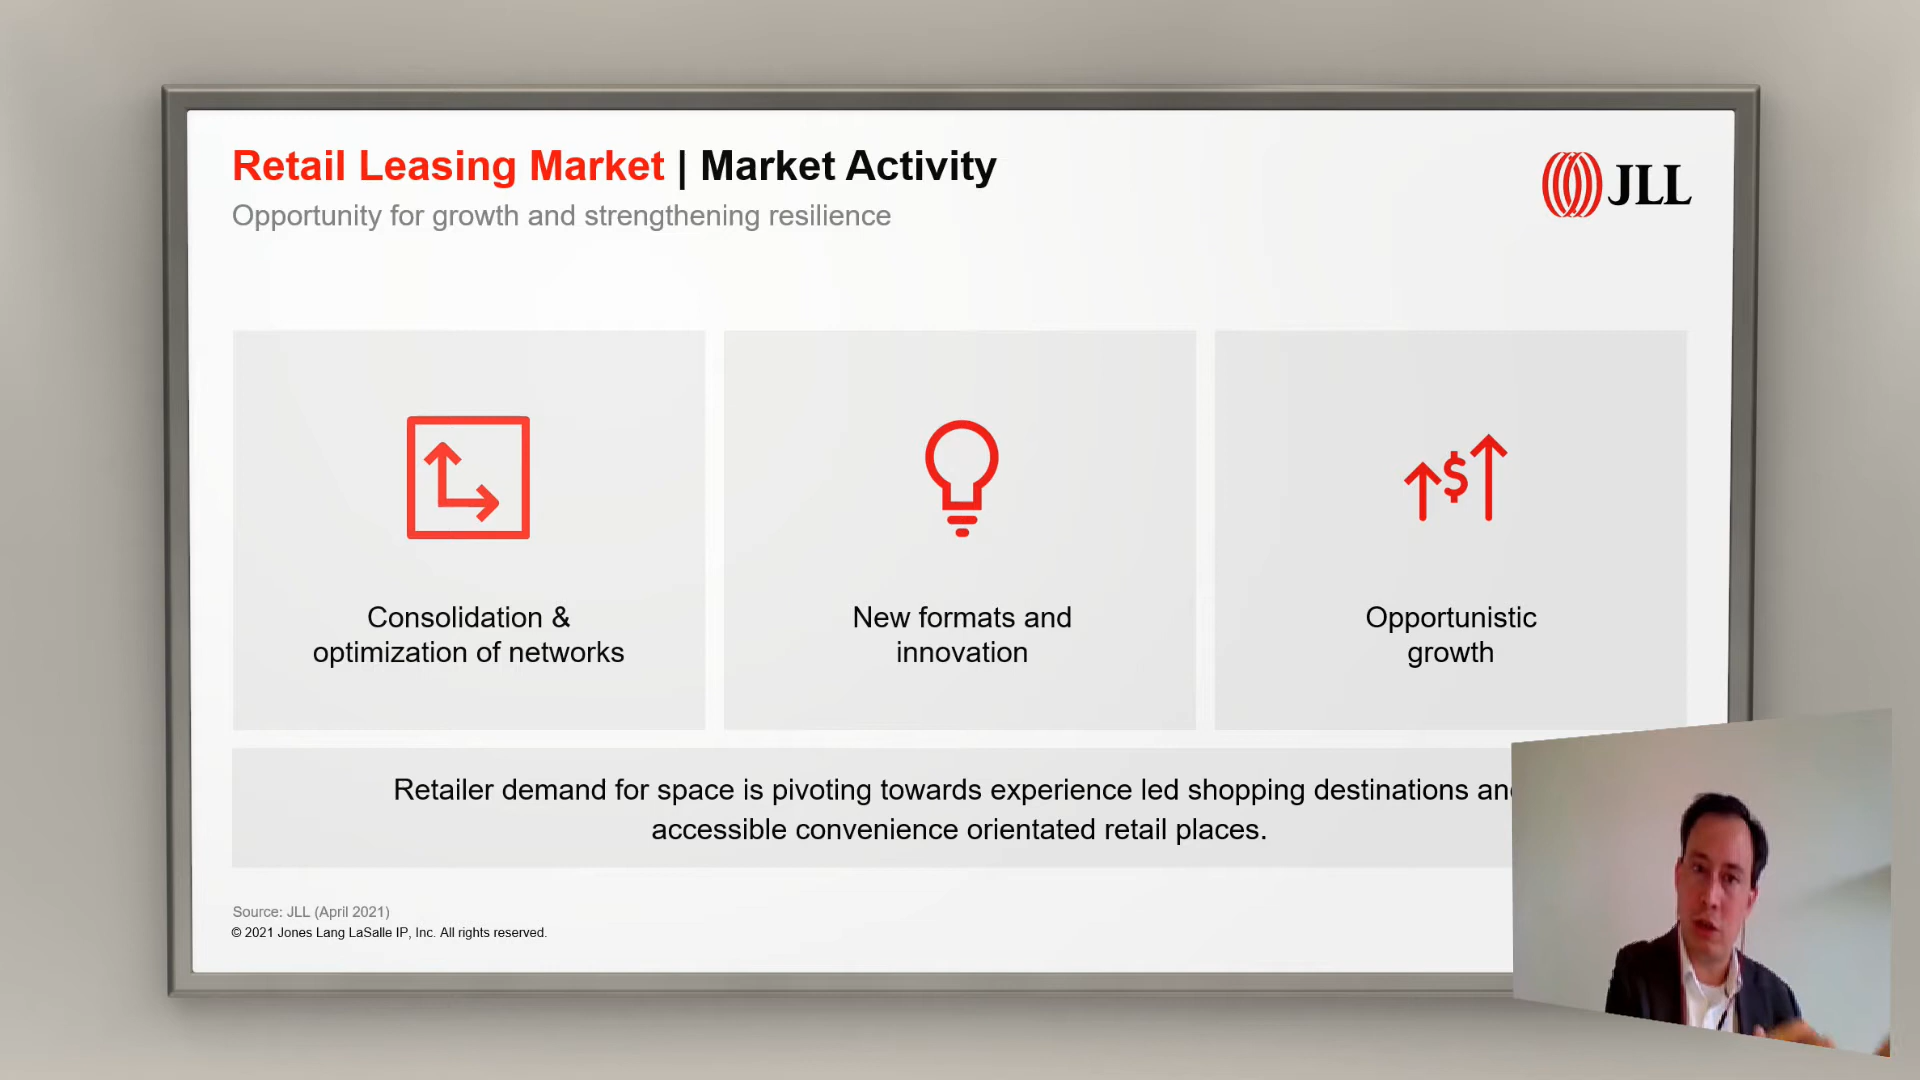 Retail Leasing Market | Market Activity
Opportunity for growth and strengthening resilience
JLL
Consolidation &
optimization of networks
New formats and
innovation
$
Opportunistic
growth
Retailer demand for space is pivoting towards experience led shopping destinations
accessible convenience orientated retail places.
Source: JLL (April 2021)
© 2021 Jones Lang LaSalle IP, Inc. All rights reserved.